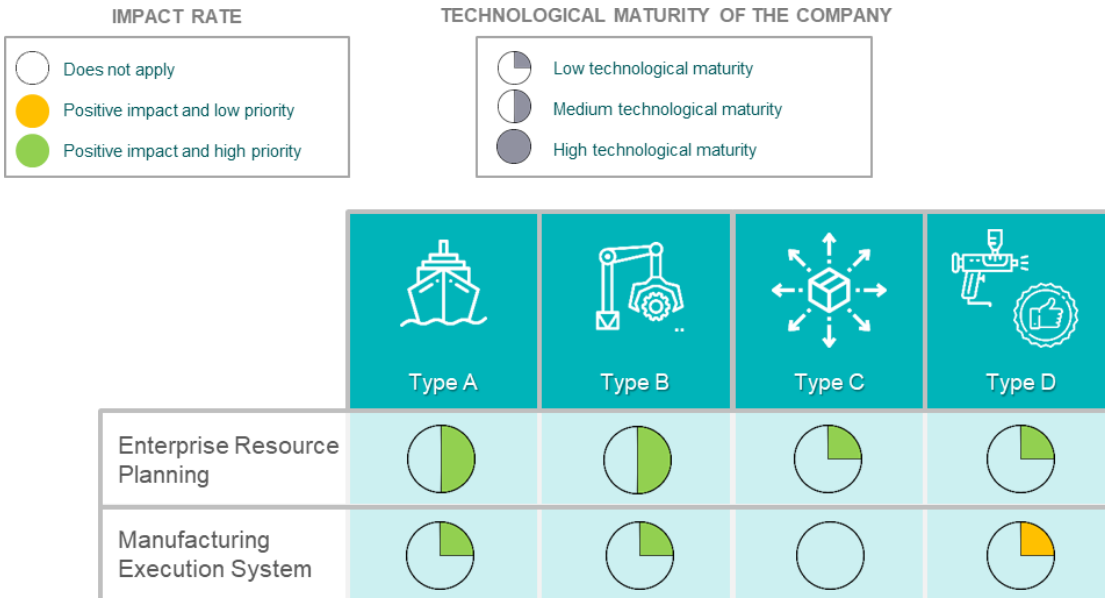 IMPACT RATE
TECHNOLOGICAL MATURITY OF THE COMPANY
Does not apply
Positive impact and low priority
Positive impact and high priority
Low technological maturity
Medium technological maturity
High technological maturity
Type A
Type B
Type C
Type D
Enterprise Resource
Planning
Manufacturing
Execution System